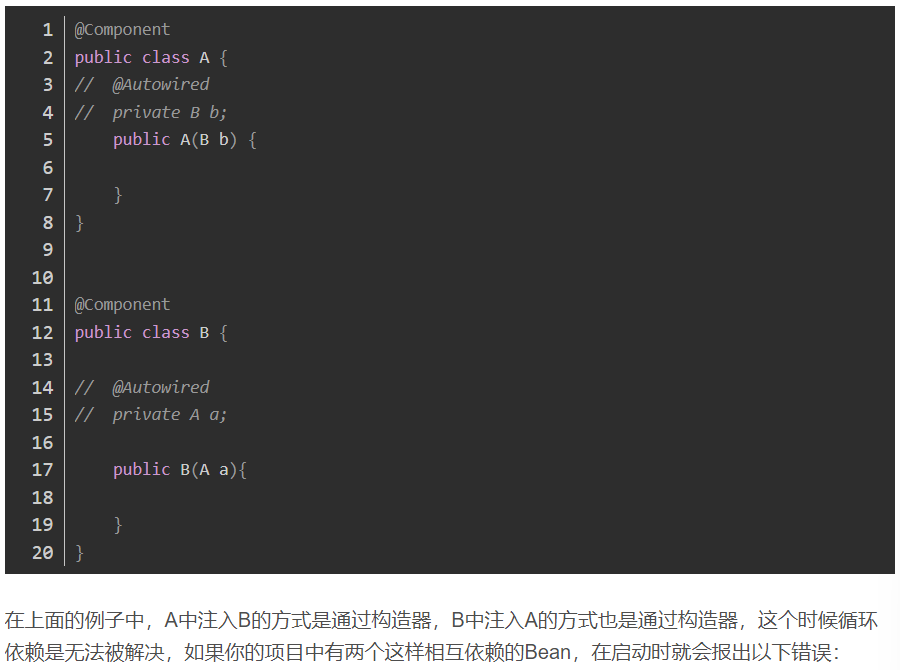 1 @Component
2 public class A {
3 //  @Autowired
4 //  private B b;
5     public A(B b) {
6
7     }
8 }
9
10
11 @Component
12 public class B {
13
14 //  @Autowired
15 //  private A a;
16
17     public B(A a){
18
19     }
20 }
在上面的例子中，A中注入B的方式是通过构造器，B中注入A的方式也是通过构造器，这个时候循环
依赖是无法被解决，如果你的项目中有两个这样相互依赖的Bean，在启动时就会报出以下错误：